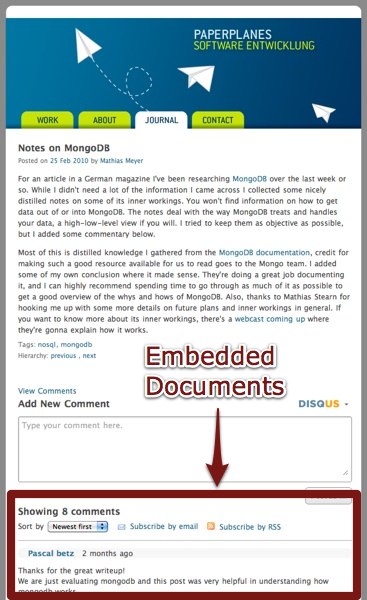 PAPERPLANES
SOFTWARE ENTWICKLUNG
WORK
ABOUT
JOURNAL
CONTACT
Notes on MongoDB
Posted on 25 Feb 2010 by Mathias Meyer
For an article in a German magazine I've been researching MongoDB over the last week or
so. While I didn't need a lot of the information I came across I collected some nicely
distilled notes on some of its inner workings. You won't find information on how to get
data out of or into MongoDB. The notes deal with the way MongoDB treats and handles
your data, a high-low-level view if you will. I tried to keep them as objective as possible,
but I added some commentary below.
Most of this is distilled knowledge I gathered from the MongoDB documentation, credit for
making such a good resource available for us to read goes to the Mongo team. I added
some of my own conclusion where it made sense. They're doing a great job documenting
it, and I can highly recommend spending time to go through as much of it as possible to
get a good overview of the whys and hows of MongoDB. Also, thanks to Mathias Stearn for
hooking me up with some more details on future plans and inner workings in general. If
you want to know more about its inner workings, there's a webcast coming up where
they're gonna explain how it works.
Tags: nosql, mongodb
Hierarchy: previous , next
Embedded
Documents
View Comments
Add New Comment
DISQUS
Type your comment here.
Showing 8 comments
Sort by Newest first Subscribe by email Subscribe by RSS
Pascal betz 2 months ago
Thanks for the great writeup!
We are just evaluating mongodb and this post was very helpful in understanding how
mongodb works